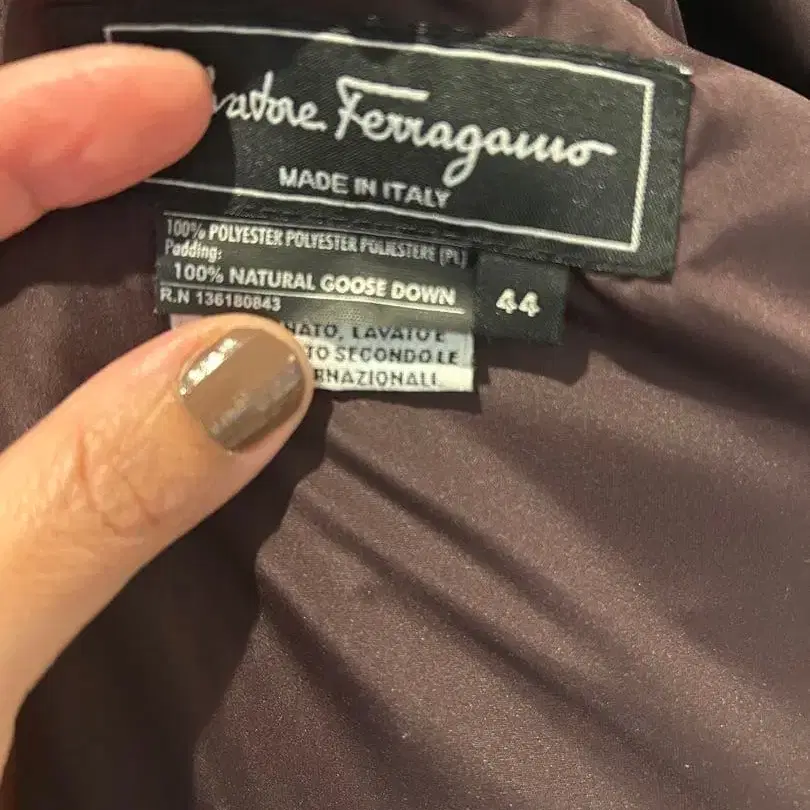 vatore Ferragamo
MADE IN ITALY
100% POLYESTER POLYESTER POLIESTERE (PL)
Padding:
100% NATURAL GOOSE DOWN
R.N 136180843
44
NATO, LAVATO E
TO SECONDO LE
RNAZIONALI